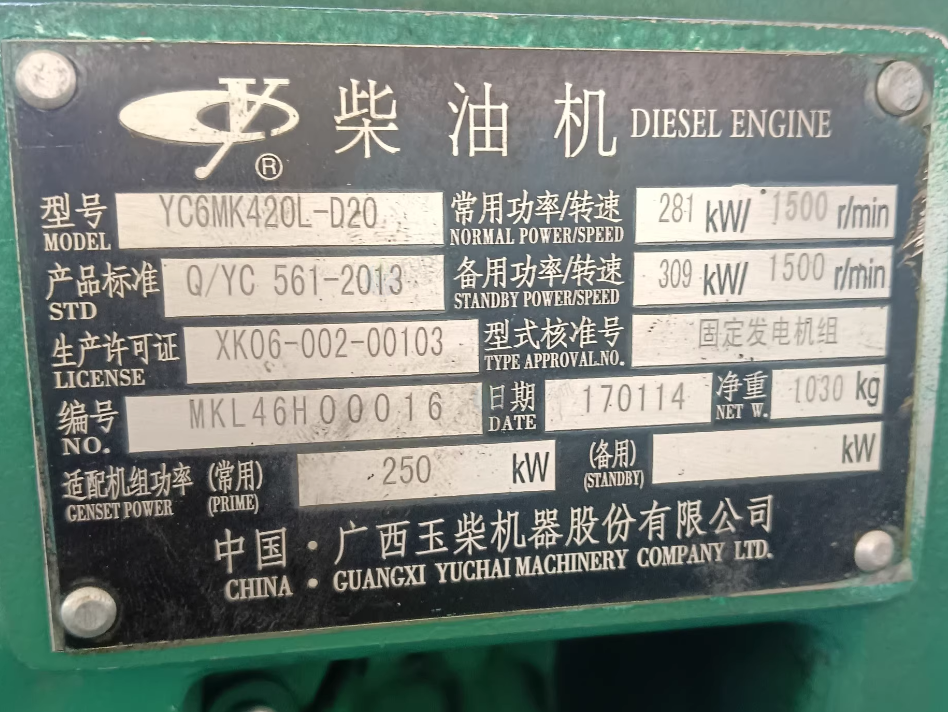 柴油机 DIESEL ENGINE
®
型号 YC6MK420L-D20 常用功率/转速 281 kW/ 1500 r/min
MODEL NORMAL POWER/SPEED
产品标准 Q/YC 561-2013 备用功率/转速 309 kW/ 1500 r/min
STD STANDBY POWER/SPEED
生产许可证 XK06-002-00103 型式核准号 固定发电机组
LICENSE TYPE APPROVAL.NO.
编号 MKL46H00016 日期 170114 净重 1030 kg
NO. DATE NET W.
适配机组功率 (常用) 250 kW (备用) kW
GENSET POWER (PRIME) (STANDBY)
中国·广西玉柴机器股份有限公司
CHINA·GUANGXI YUCHAI MACHINERY COMPANY LTD.